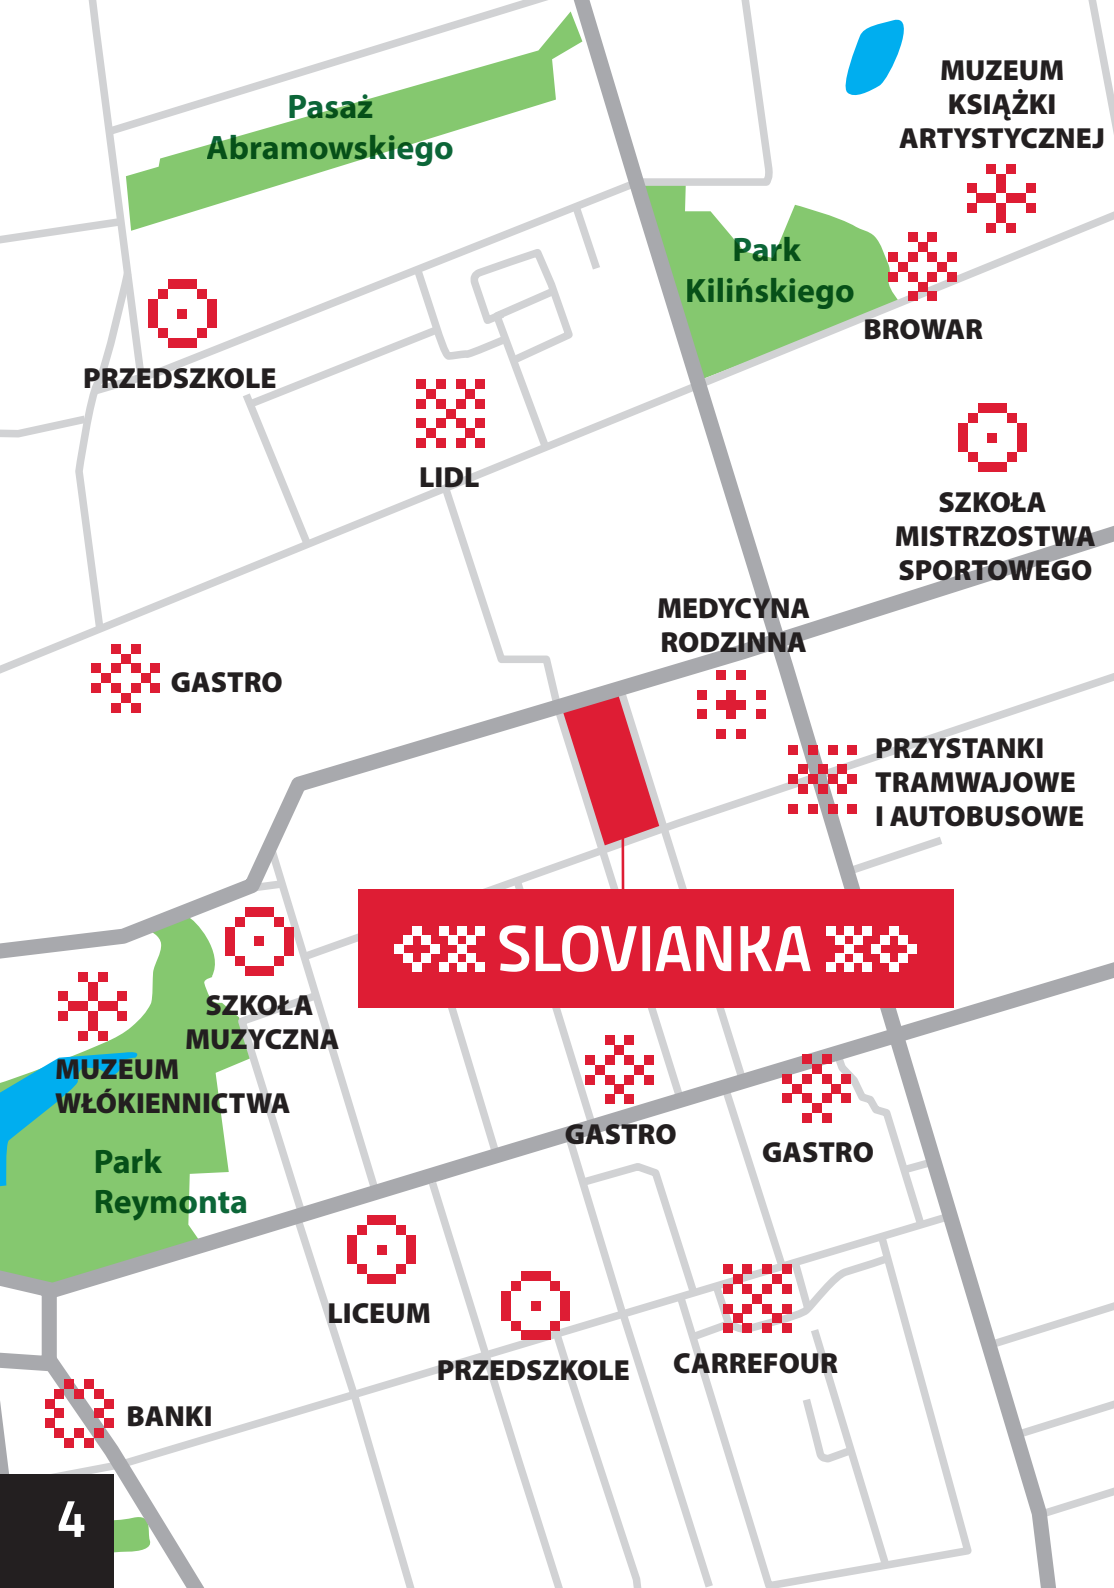 Pasaż
Abramowskiego
MUZEUM
KSIĄŻKI
ARTYSTYCZNEJ
Park
Kilińskiego
BROWAR
PRZEDSZKOLE
LIDL
SZKOŁA
MISTRZOSTWA
SPORTOWEGO
MEDYCYNA
RODZINNA
GASTRO
PRZYSTANKI
TRAMWAJOWE
I AUTOBUSOWE
SLOVIANKA
SZKOŁA
MUZYCZNA
MUZEUM
WŁÓKIENNICTWA
GASTRO
GASTRO
Park
Reymonta
LICEUM
PRZEDSZKOLE
CARREFOUR
BANKI
4